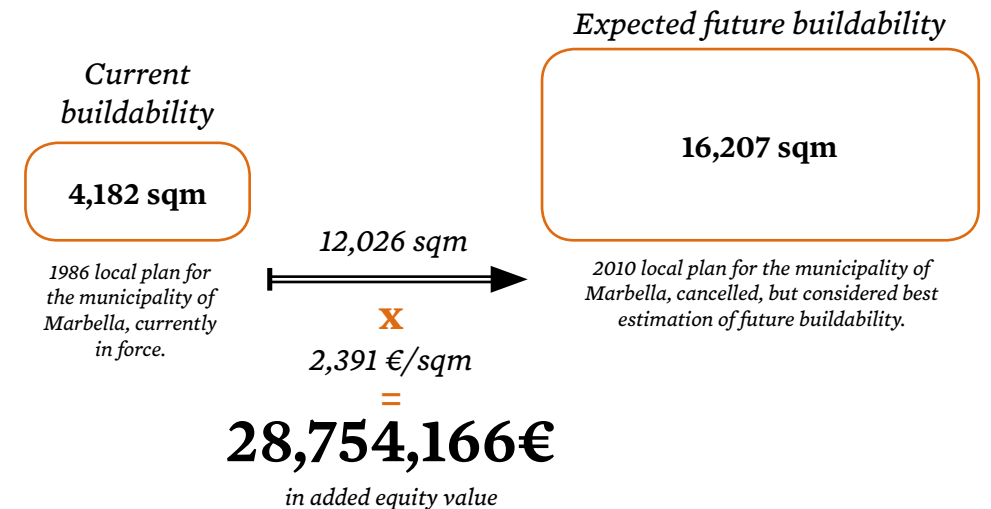 Current
buildability
4,182 sqm
1986 local plan for
the municipality of
Marbella, currently
in force.
12,026 sqm
x
2,391 €/sqm
=
28,754,166€
in added equity value
Expected future buildability
16,207 sqm
2010 local plan for the municipality of
Marbella, cancelled, but considered best
estimation of future buildability.